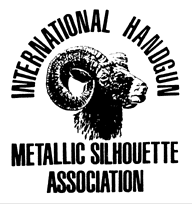 INTERNATIONAL HANDGUN
METALLIC SILHOUETTE
ASSOCIATION